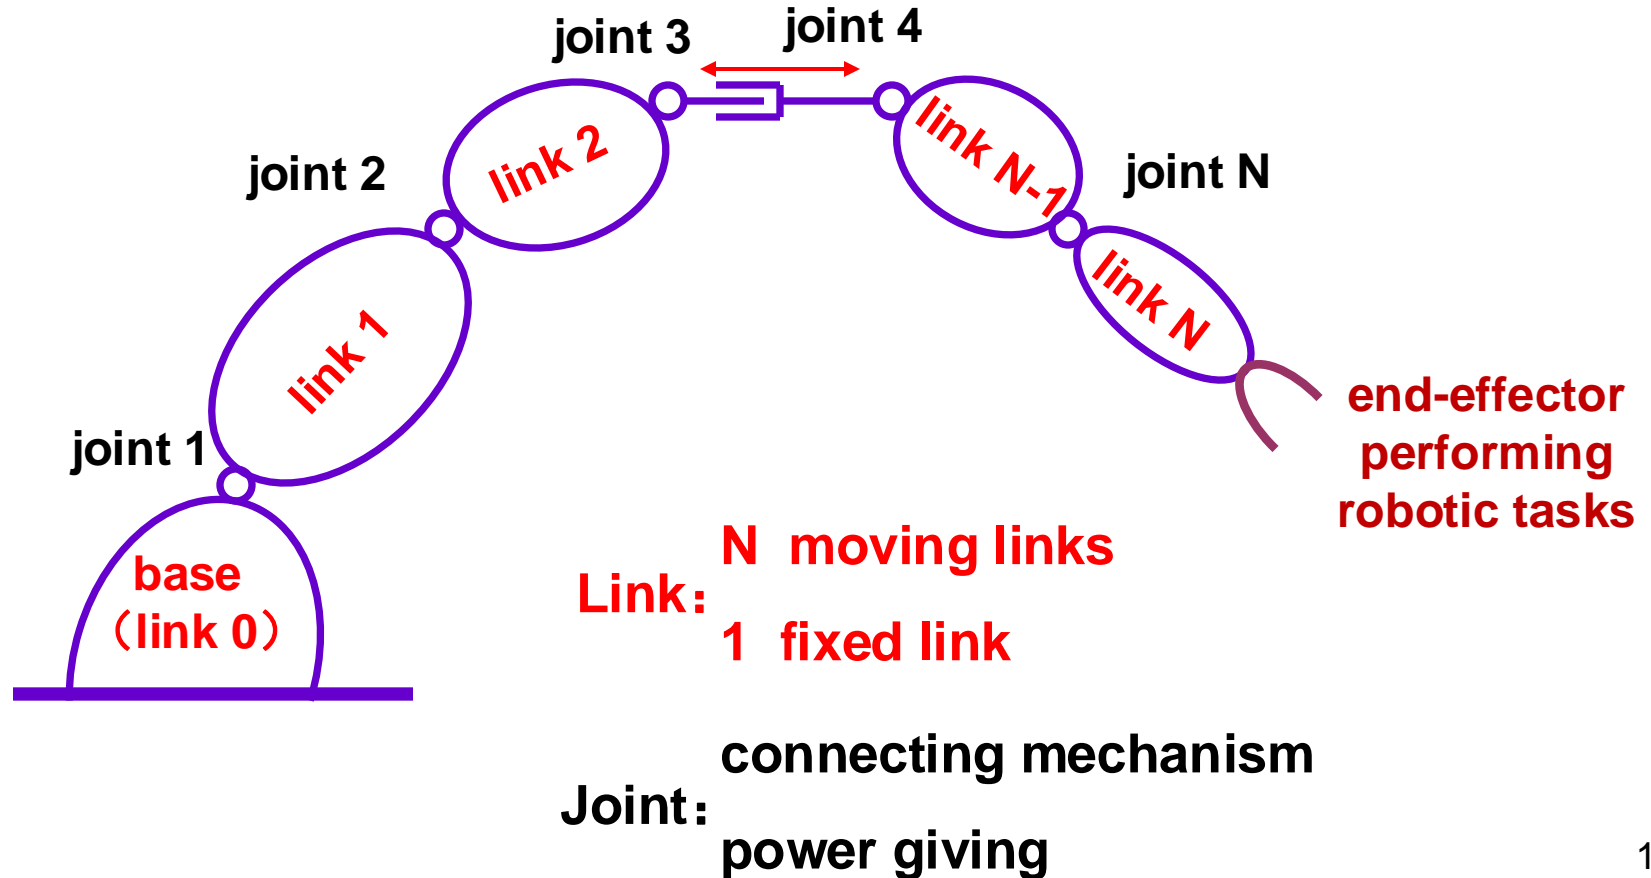 joint 3
joint 4
joint 2
link 2
link N-1
joint N
link 1
link N
joint 1
end-effector
performing
robotic tasks
base
（link 0）
Link：
N moving links
1 fixed link
Joint：
connecting mechanism
power giving
1